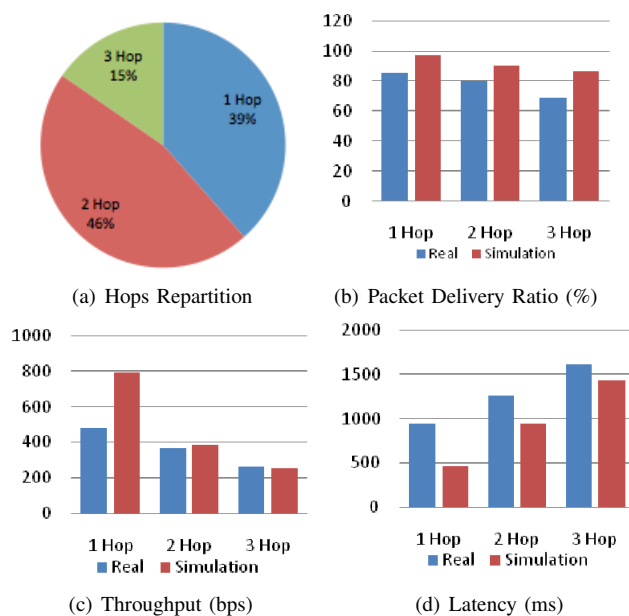 3 Hop
15%
1 Hop
39%
2 Hop
46%
(a) Hops Repartition
120
100
80
60
40
20
0
1 Hop 2 Hop 3 Hop
Real Simulation
(b) Packet Delivery Ratio (%)
1000
800
600
400
200
0
1 Hop 2 Hop 3 Hop
Real Simulation
(c) Throughput (bps)
2000
1500
1000
500
0
1 Hop 2 Hop 3 Hop
Real Simulation
(d) Latency (ms)